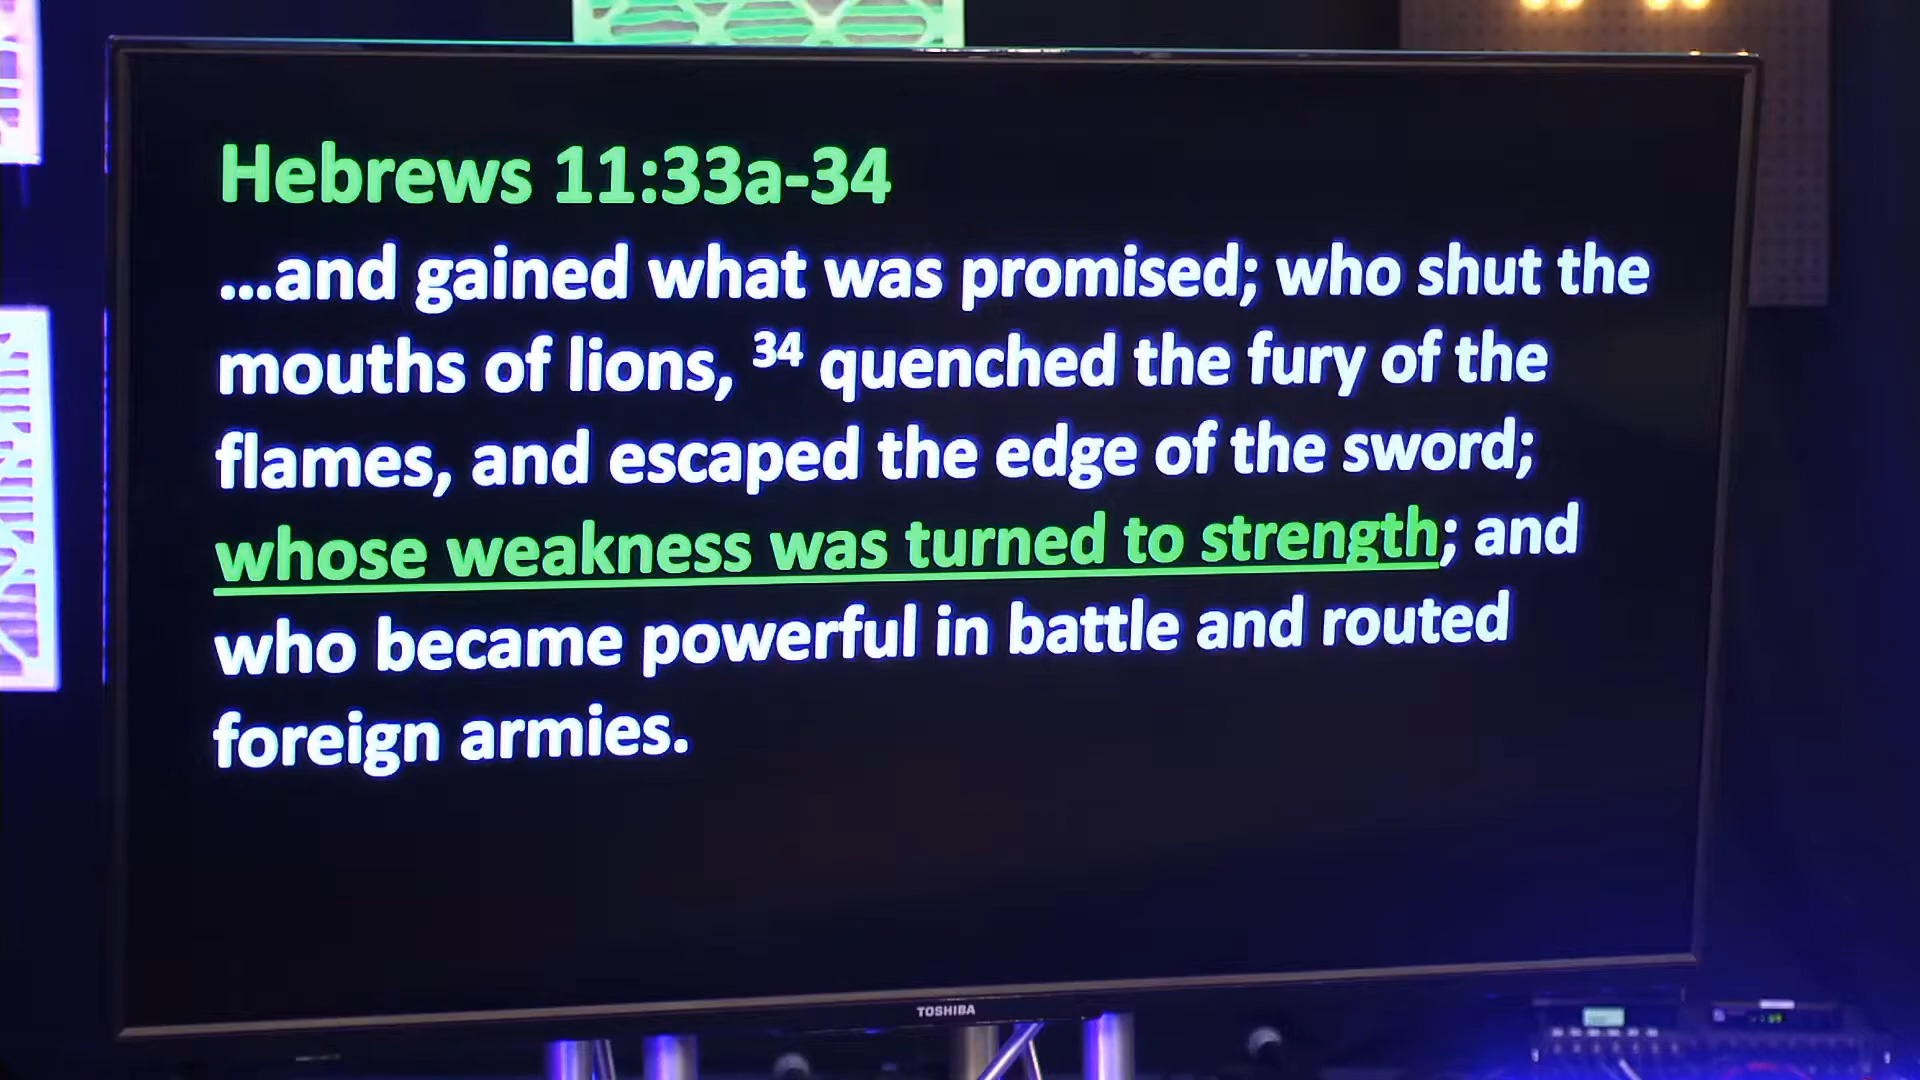 Hebrews 11:33a-34
...and gained what was promised; who shut the
mouths of lions, 34 quenched the fury of the
flames, and escaped the edge of the sword;
whose weakness was turned to strength; and
who became powerful in battle and routed
foreign armies.
TOSHIBA